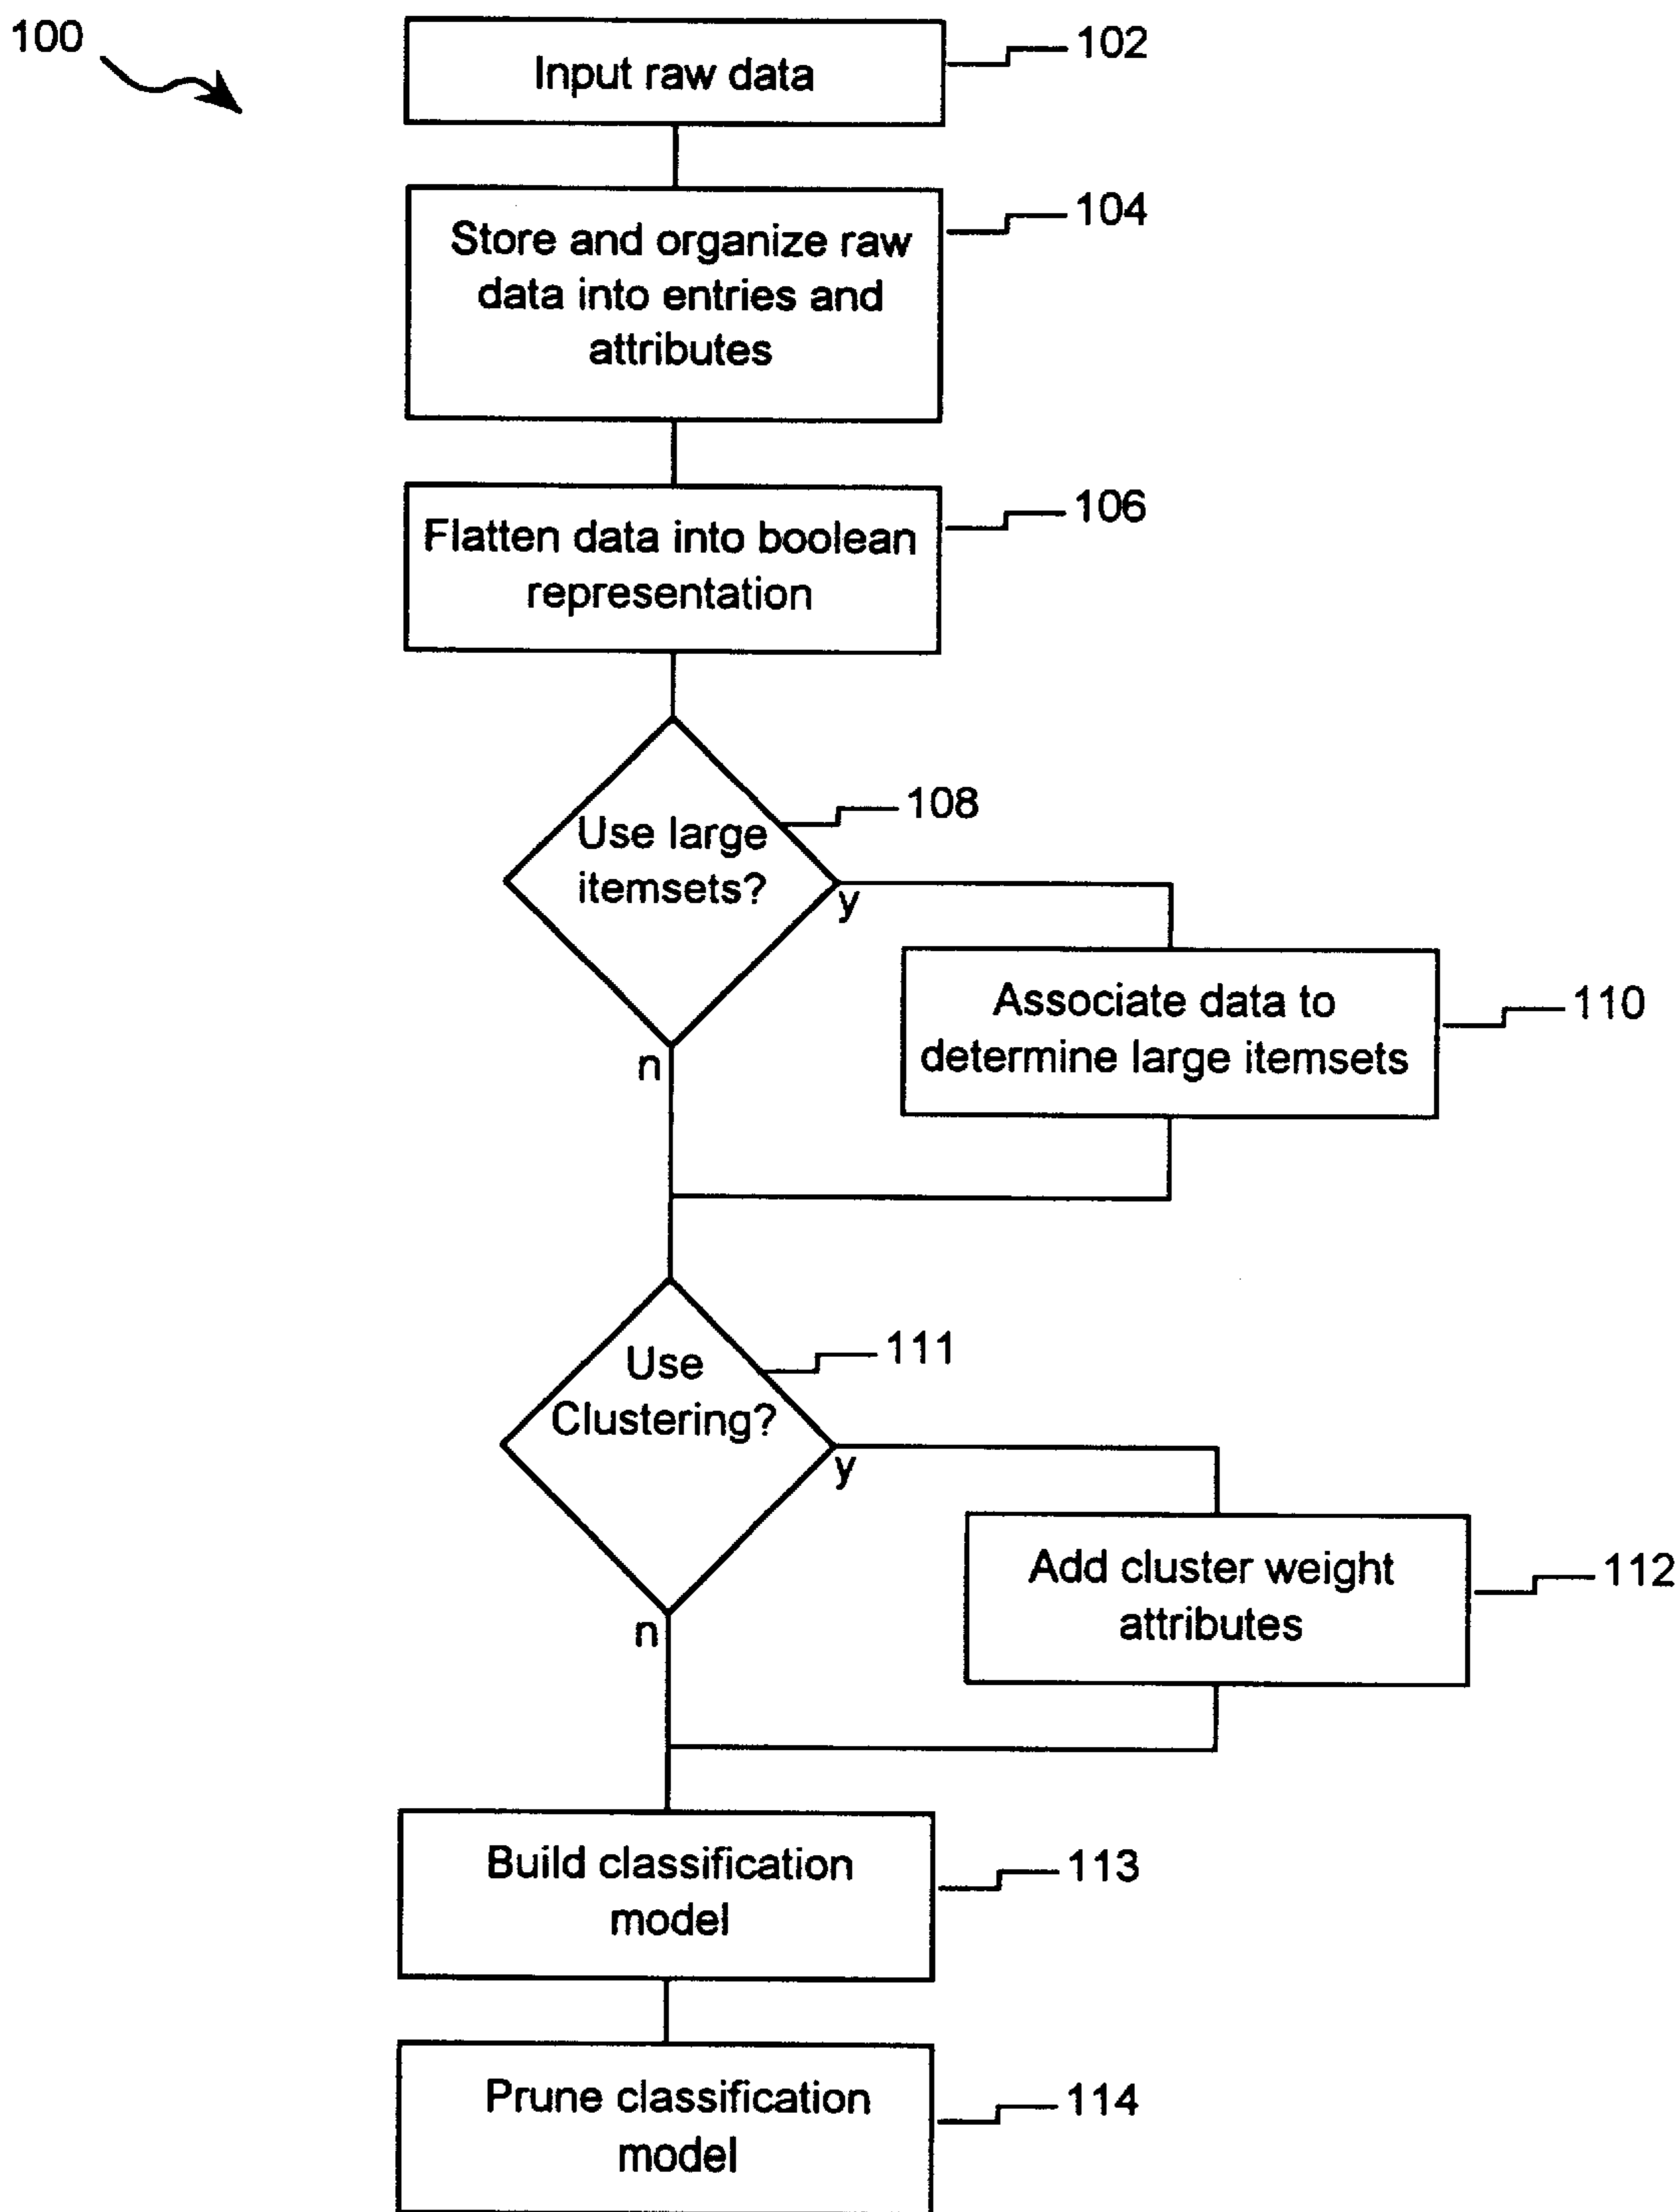 100
Input raw data
102
Store and organize raw
data into entries and
attributes
104
Flatten data into boolean
representation
106
Use large
itemsets?
108
y
n
Associate data to
determine large itemsets
110
Use
Clustering?
111
y
n
Add cluster weight
attributes
112
Build classification
model
113
Prune classification
model
114